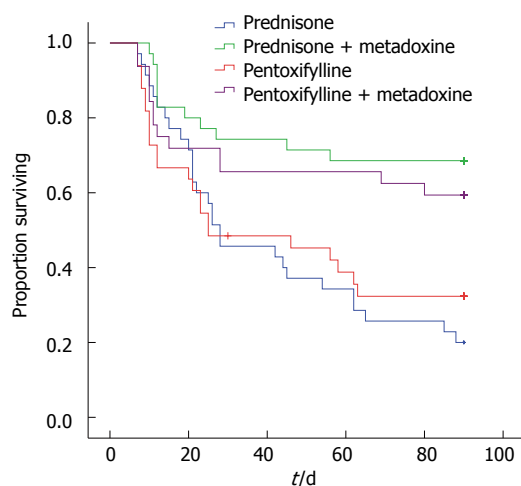 Prednisone
Prednisone + metadoxine
Pentoxifylline
Pentoxifylline + metadoxine
1.0
0.8
0.6
0.4
0.2
0.0
Proportion surviving
0 20 40 60 80 100
t/d